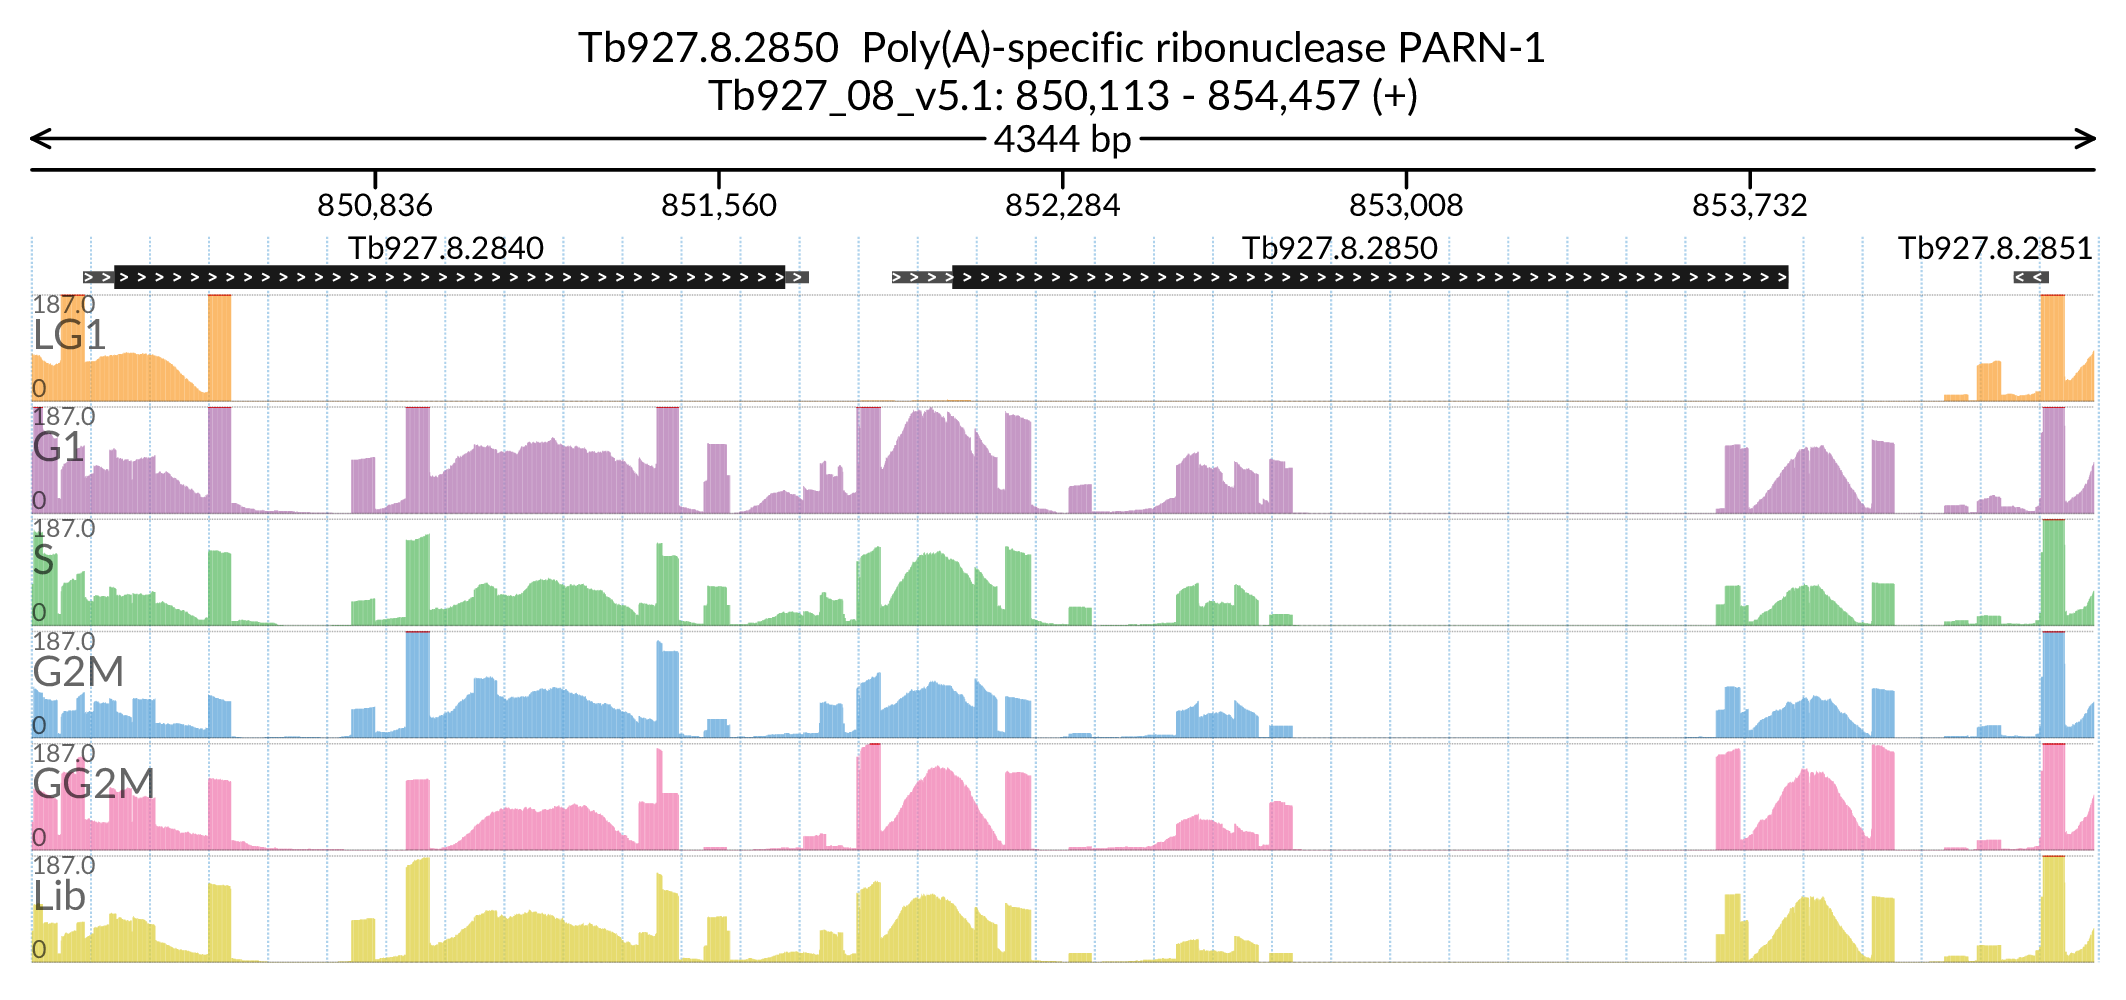 Tb927.8.2850  Poly(A)-specific ribonuclease PARN-1
Tb927_08_v5.1: 850,113 - 854,457 (+)
4344 bp
850,836 851,560 852,284 853,008 853,732
Tb927.8.2840 Tb927.8.2850 Tb927.8.2851
187.0
LG1
0
187.0
G1
0
187.0
S
0
187.0
G2M
0
187.0
GG2M
0
187.0
Lib
0